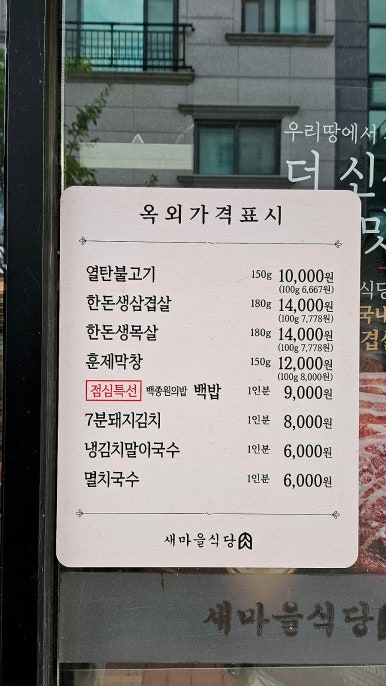 우리땅에서
더 신
맛
옥외가격표시
열탄불고기 150g 10,000원
(100g 6,667원)
한돈생삼겹살 180g 14,000원
(100g 7,778원)
한돈생목살 180g 14,000원
(100g 7,778원)
훈제막창 150g 12,000원
(100g 8,000원)
점심특선 백종원의밥 백밥 1인분 9,000원
7분돼지김치 1인분 8,000원
냉김치말이국수 1인분 6,000원
멸치국수 1인분 6,000원
새마을식당
식당
국내
겹살
새마을식당